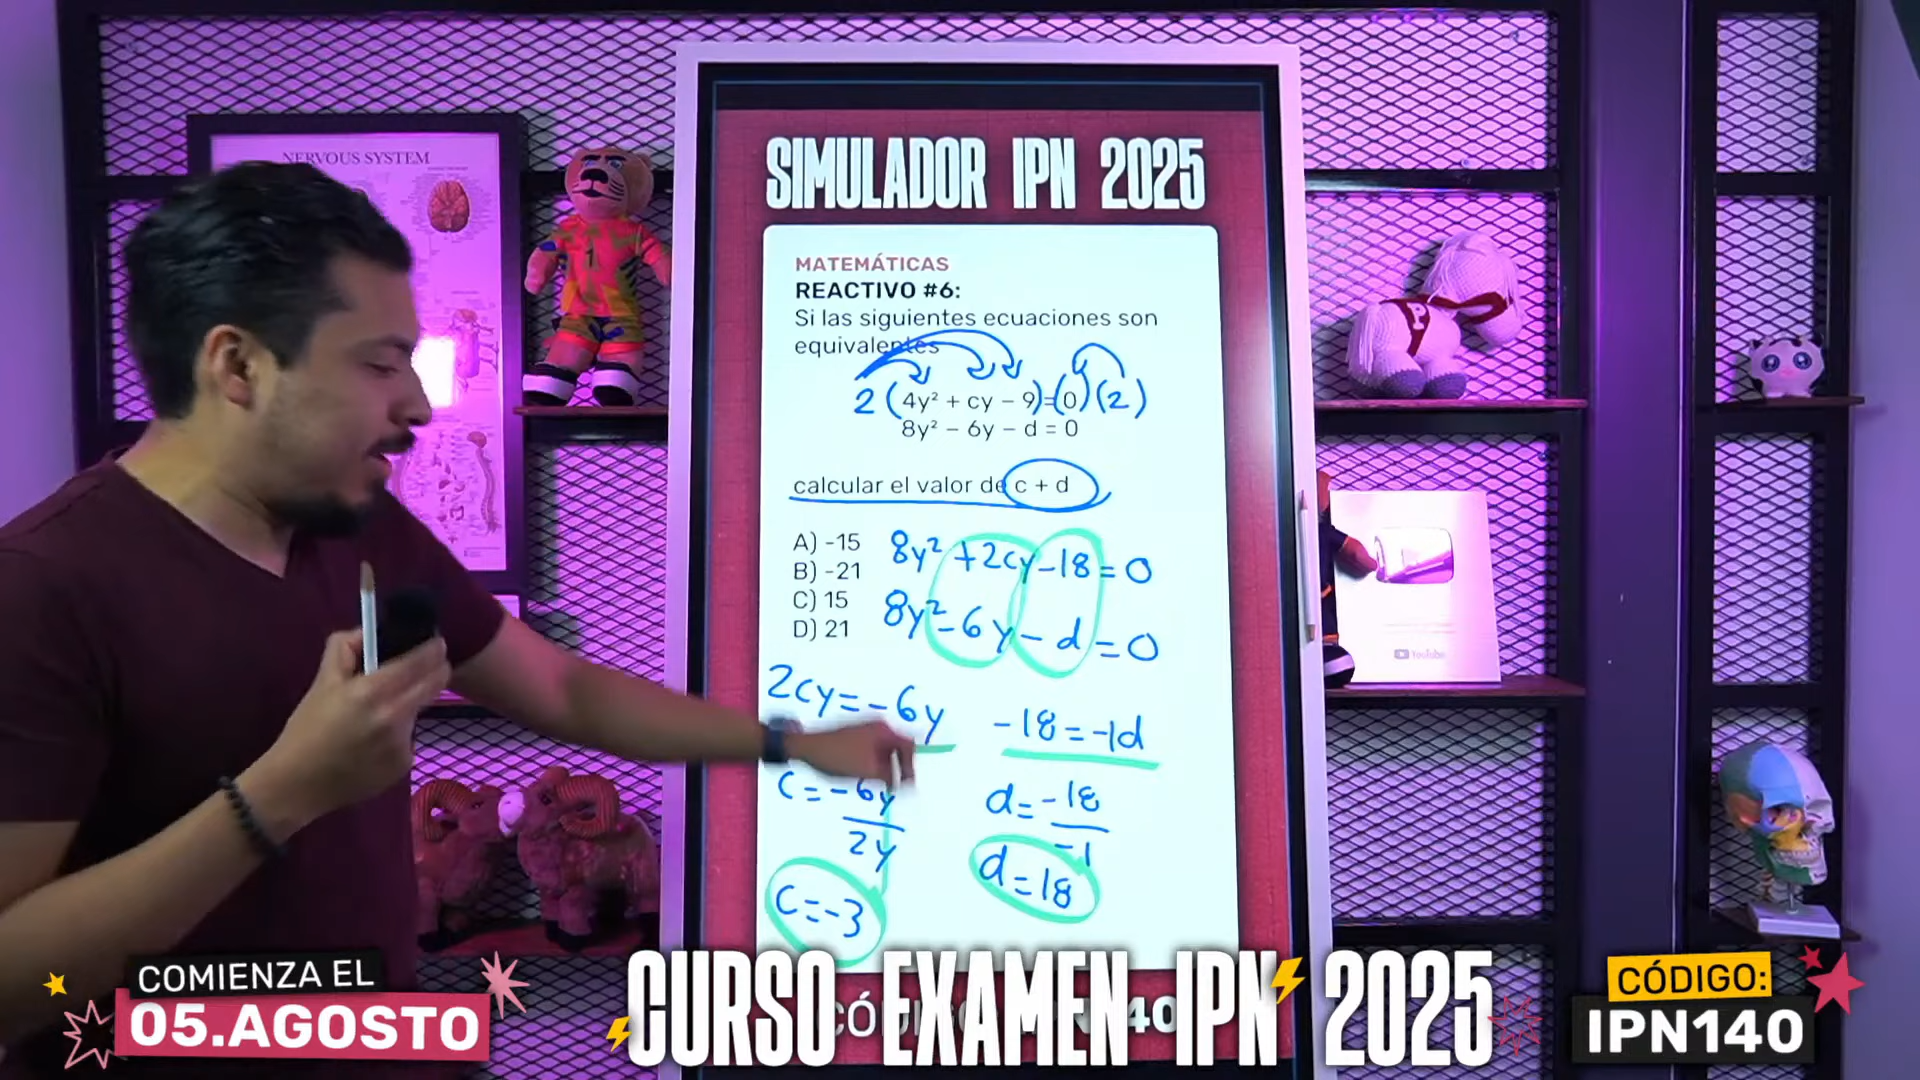 NERVOUS SYSTEM
SIMULADOR IPN 2025
MATEMÁTICAS
REACTIVO #6:
Si las siguientes ecuaciones son
equivalentes
2(4y² + cy - 9)=(0)(2)
8y² - 6y - d = 0
calcular el valor de c + d
A) -15
B) -21
C) 15
D) 21
8y² +2cy -18 = 0
8y² -6y - d = 0
2cy = -6y
-18 = -1d
c = -6y
2y
d = -18
-1
c = -3
d = 18
1
P
YouTube
COMIENZA EL
05.AGOSTO
CURSO EXAMEN IPN 2025
CÓDIGO:
IPN140